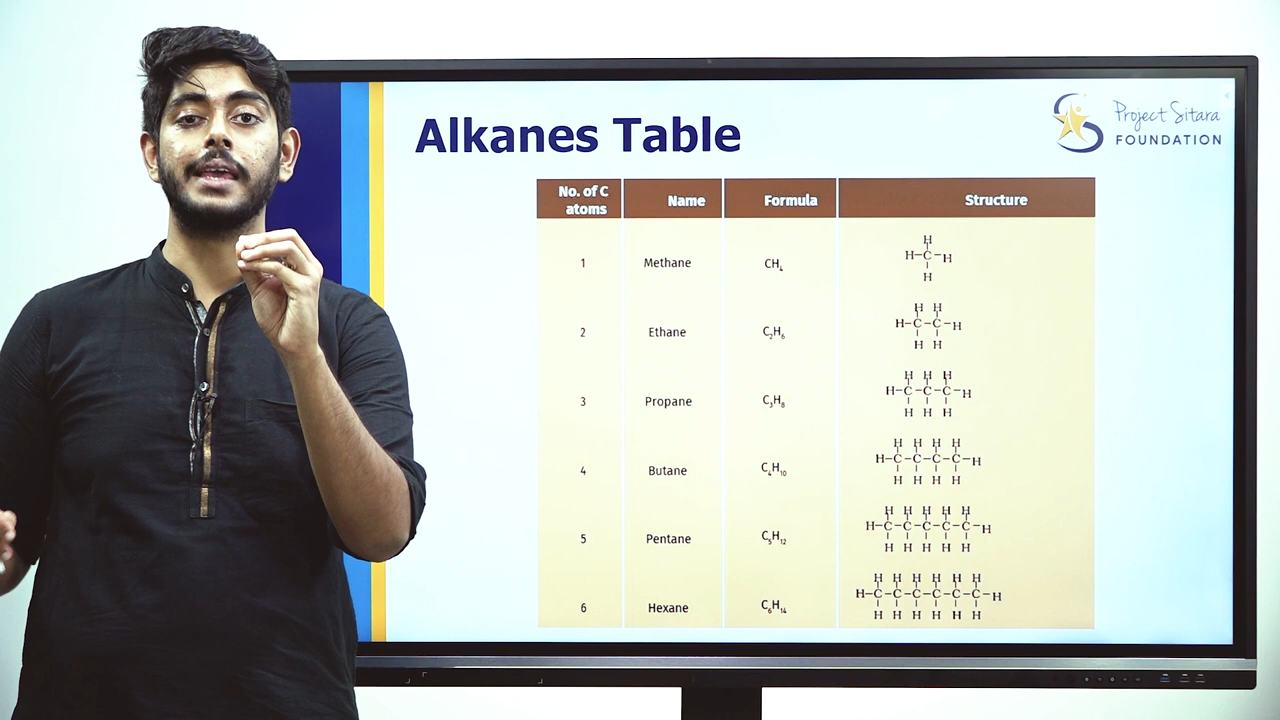 Alkanes Table
Project Sitara
FOUNDATION
No. of C atoms Name Formula Structure
1 Methane CH₄
H
H-C-H
H
2 Ethane C₂H₆
H H
H-C-C-H
H H
3 Propane C₃H₈
H H H
H-C-C-C-H
H H H
4 Butane C₄H₁₀
H H H H
H-C-C-C-C-H
H H H H
5 Pentane C₅H₁₂
H H H H H
H-C-C-C-C-C-H
H H H H H
6 Hexane C₆H₁₄
H H H H H H
H-C-C-C-C-C-C-H
H H H H H H